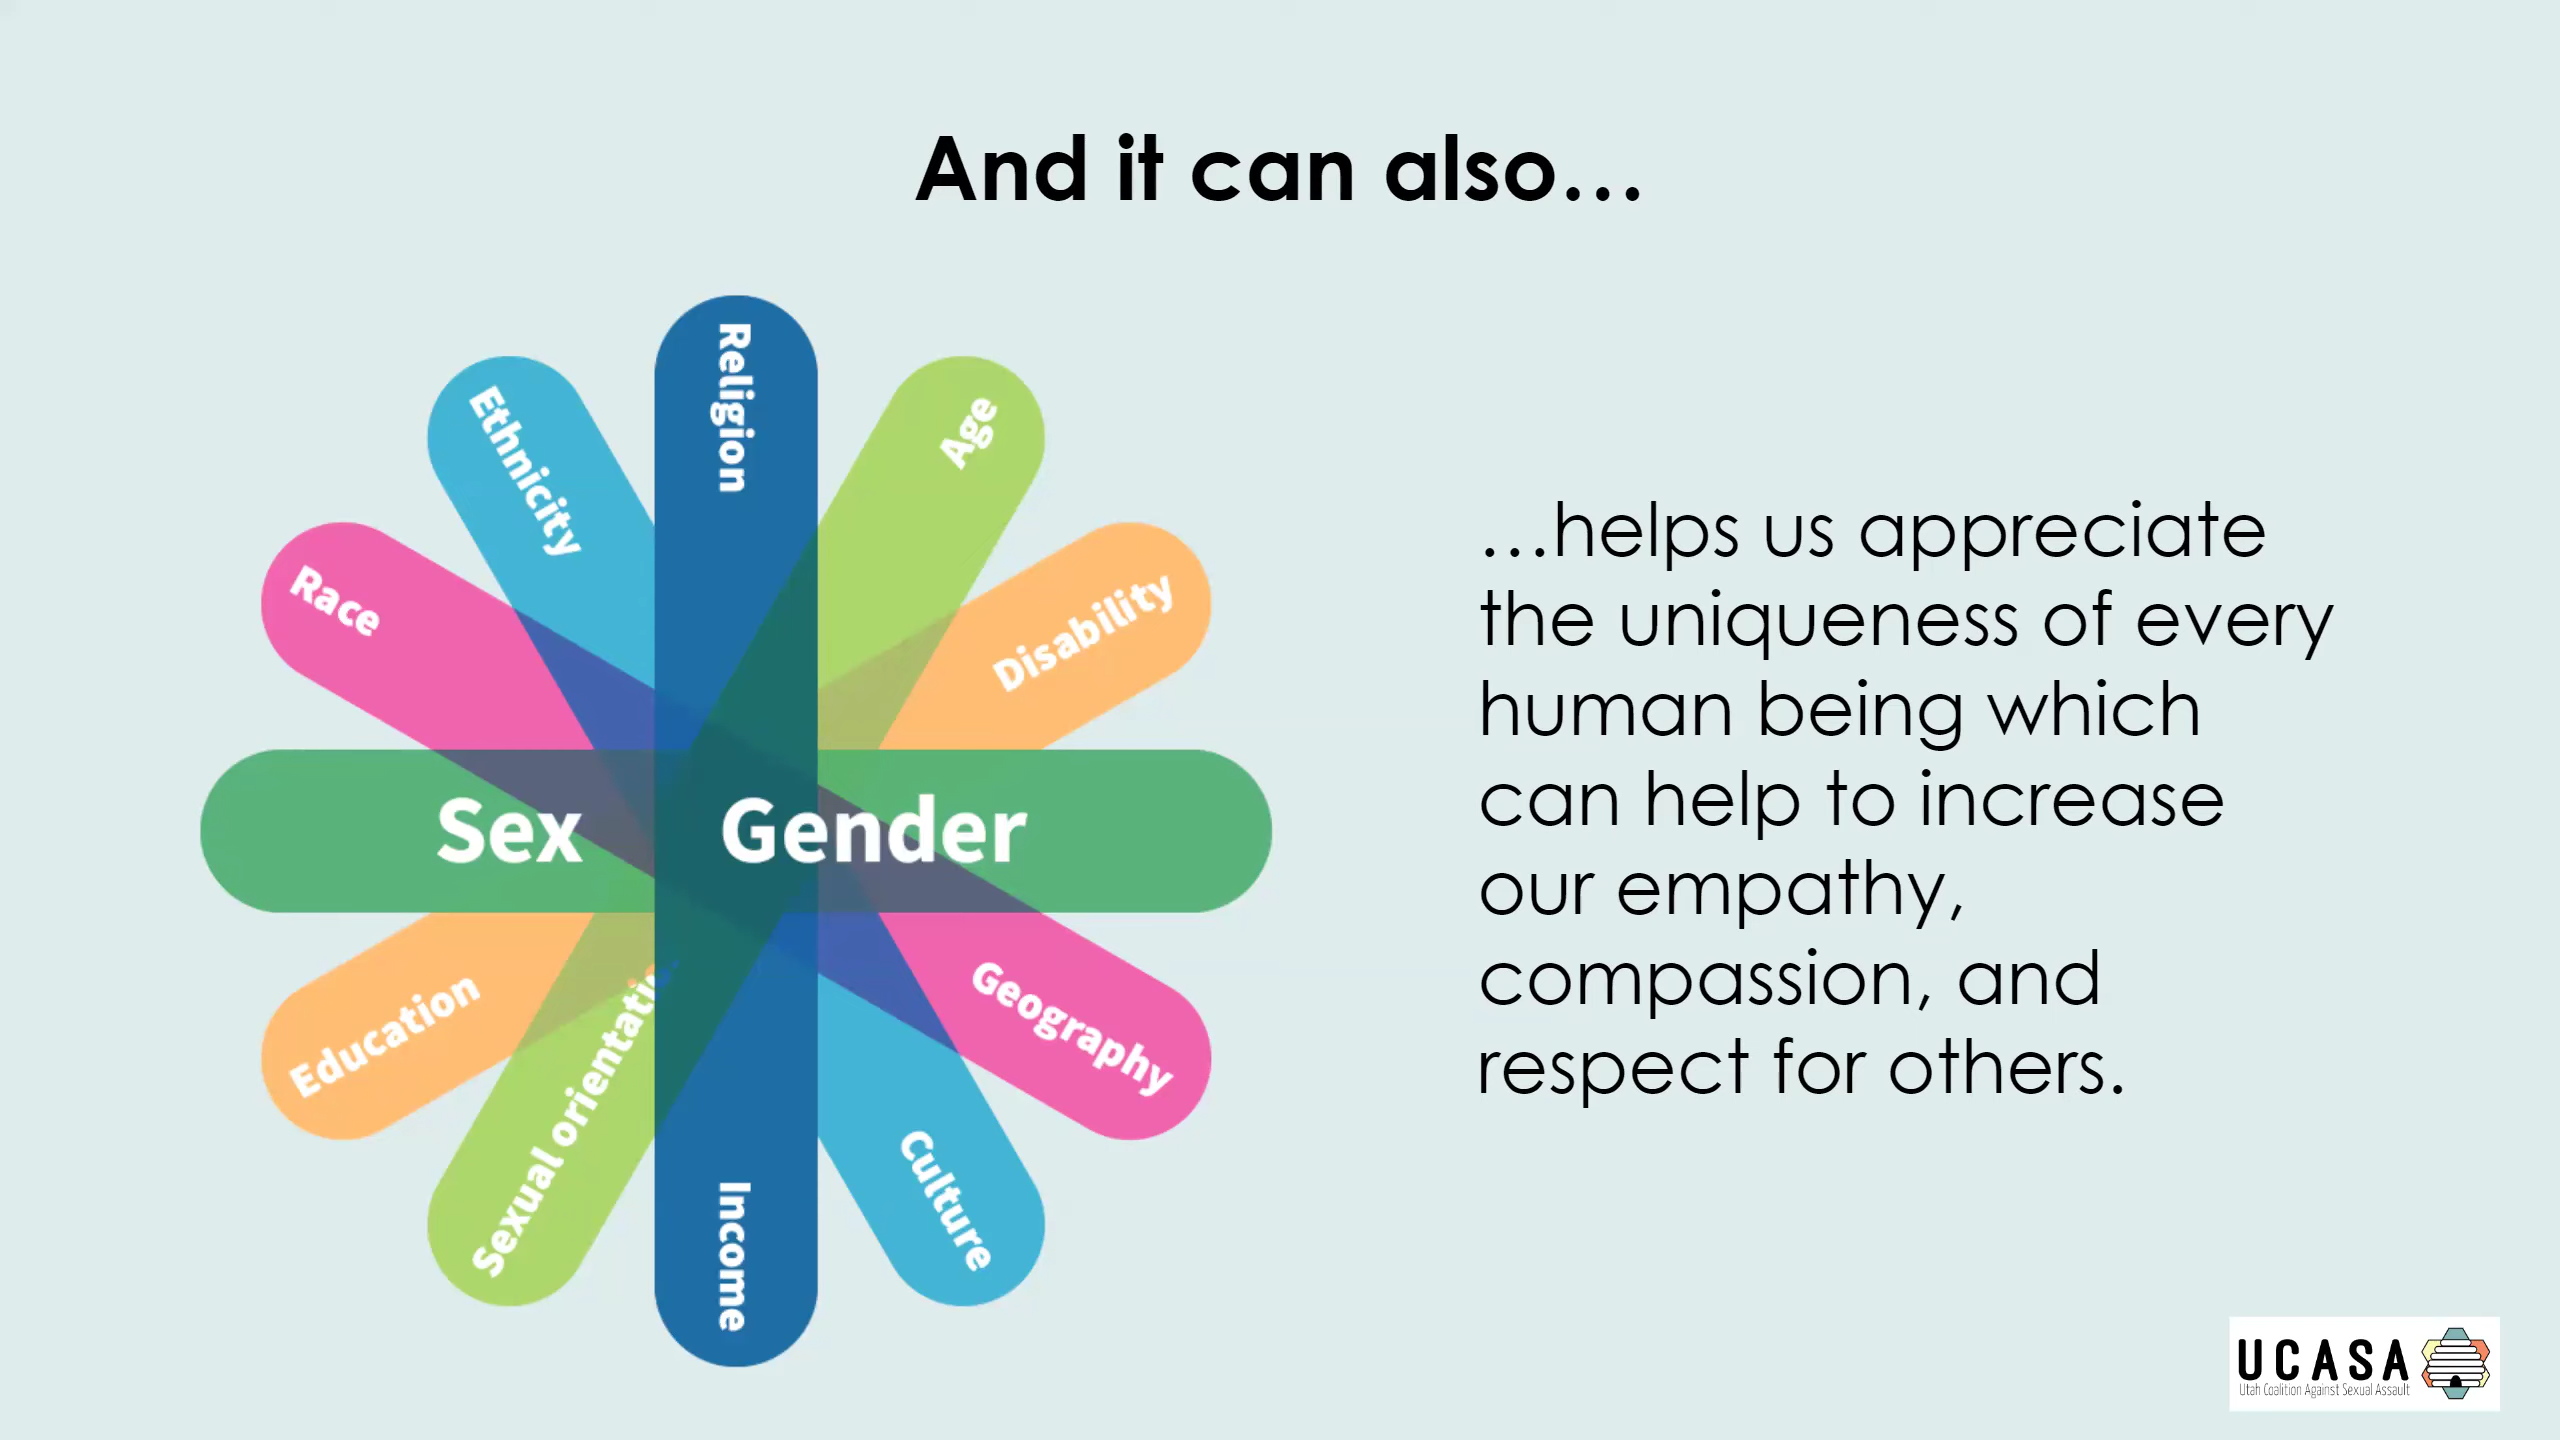 And it can also…
Religion
Ethnicity
Age
Race
Disability
Sex Gender
Education
Geography
Sexual orientatio
Culture
Income
…helps us appreciate
the uniqueness of every
human being which
can help to increase
our empathy,
compassion, and
respect for others.
UCASA
Utah Coalition Against Sexual Assault